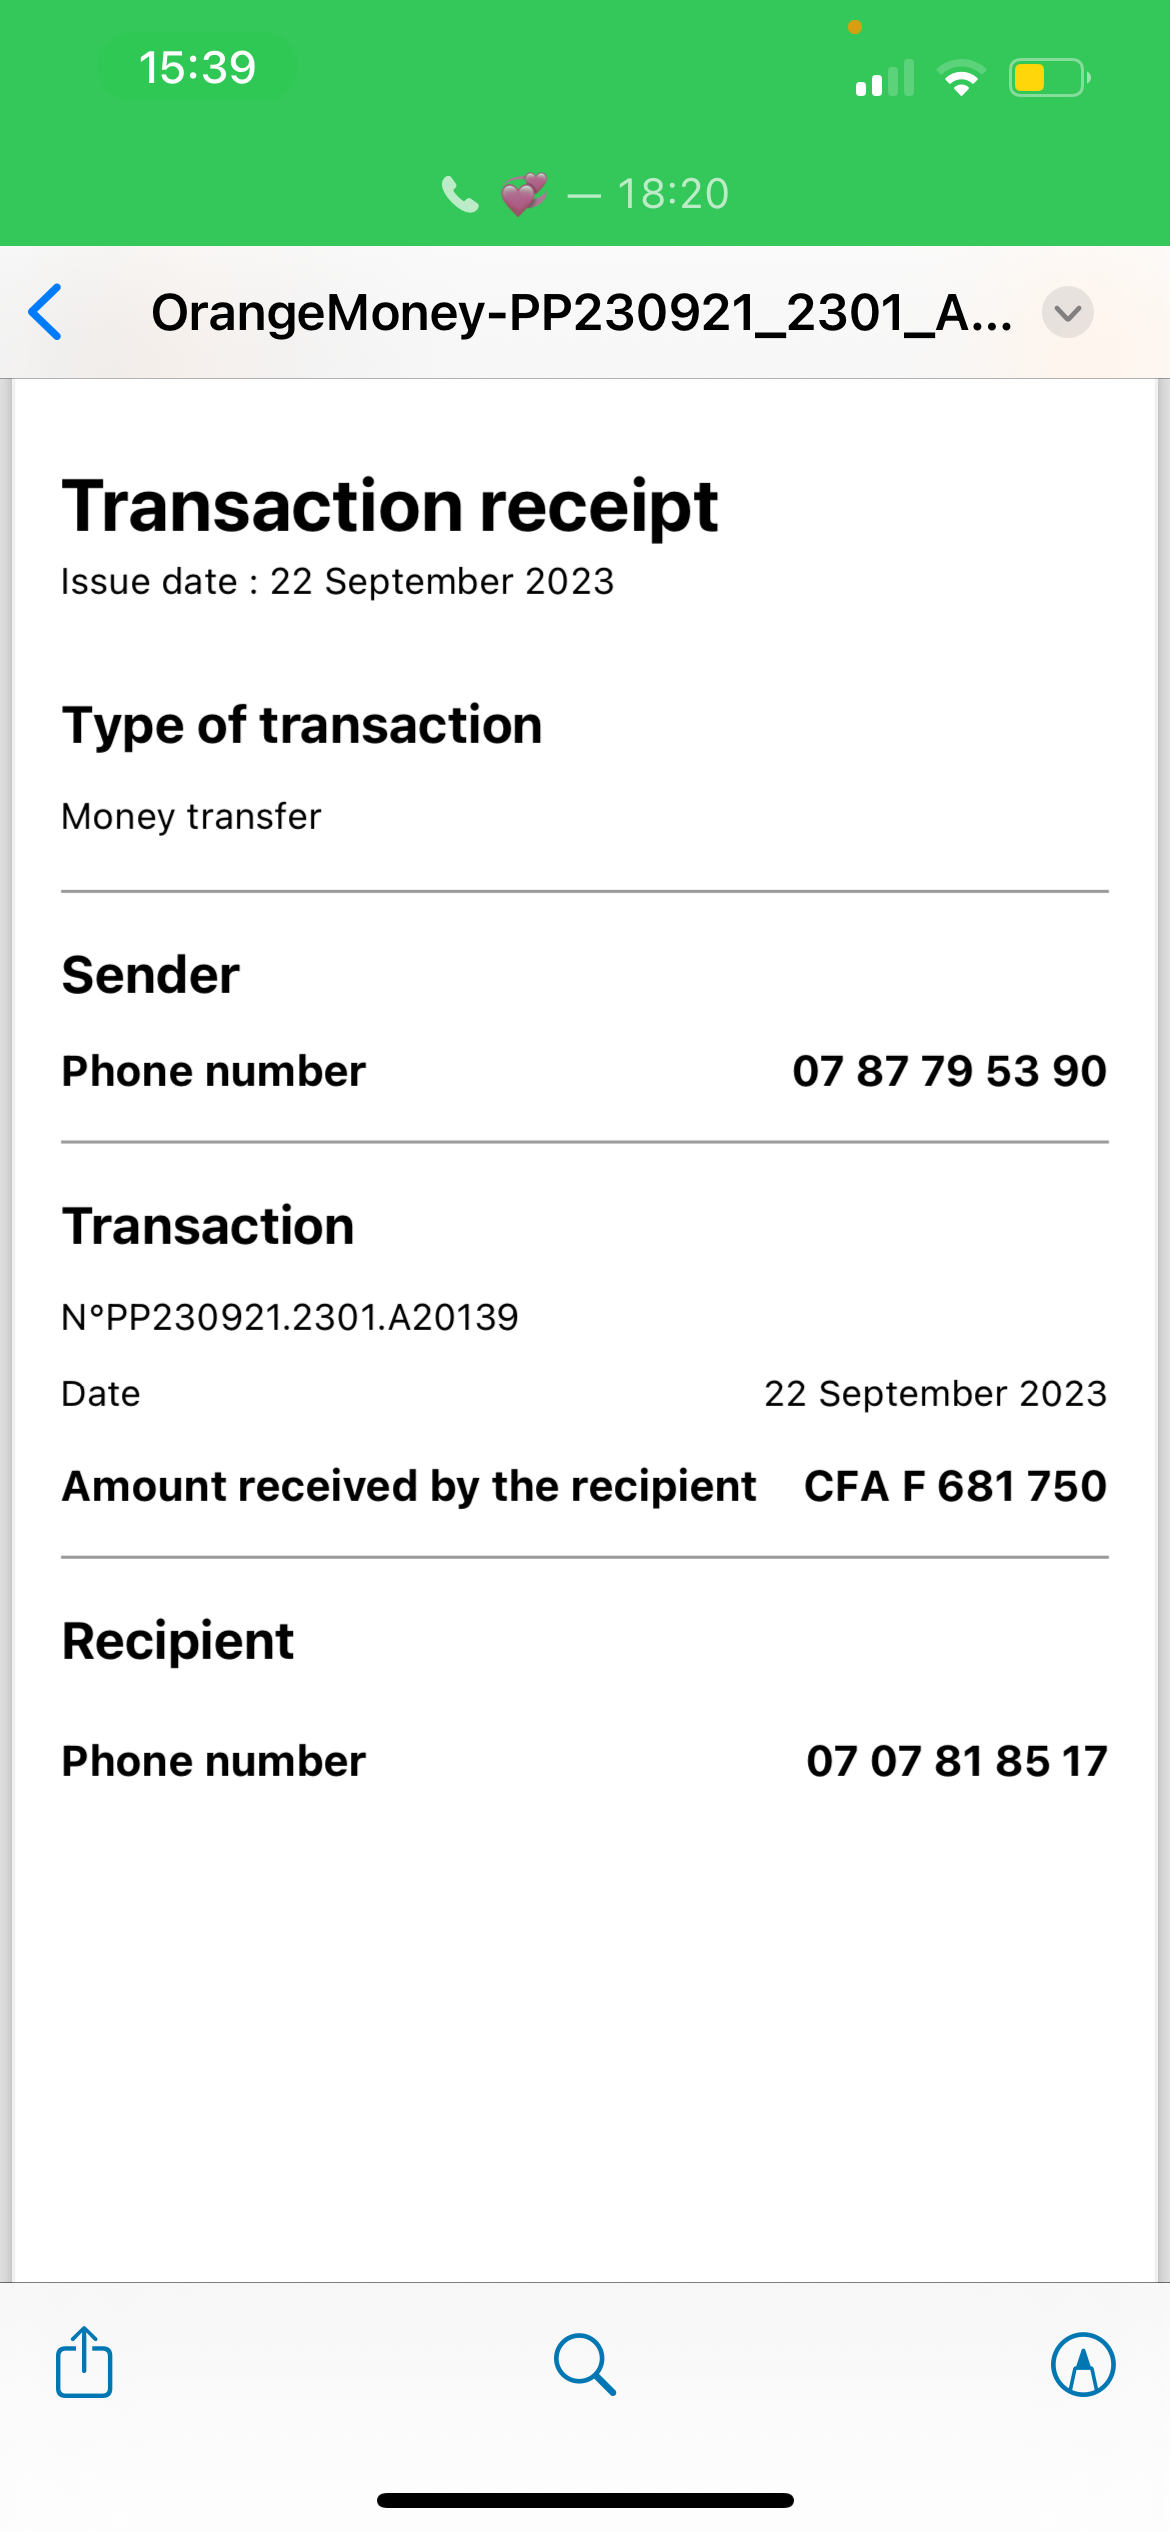 15:39
💞 — 18:20
OrangeMoney-PP230921_2301_A...
Transaction receipt
Issue date : 22 September 2023
Type of transaction
Money transfer
Sender
Phone number 07 87 79 53 90
Transaction
N°PP230921.2301.A20139
Date 22 September 2023
Amount received by the recipient CFA F 681 750
Recipient
Phone number 07 07 81 85 17